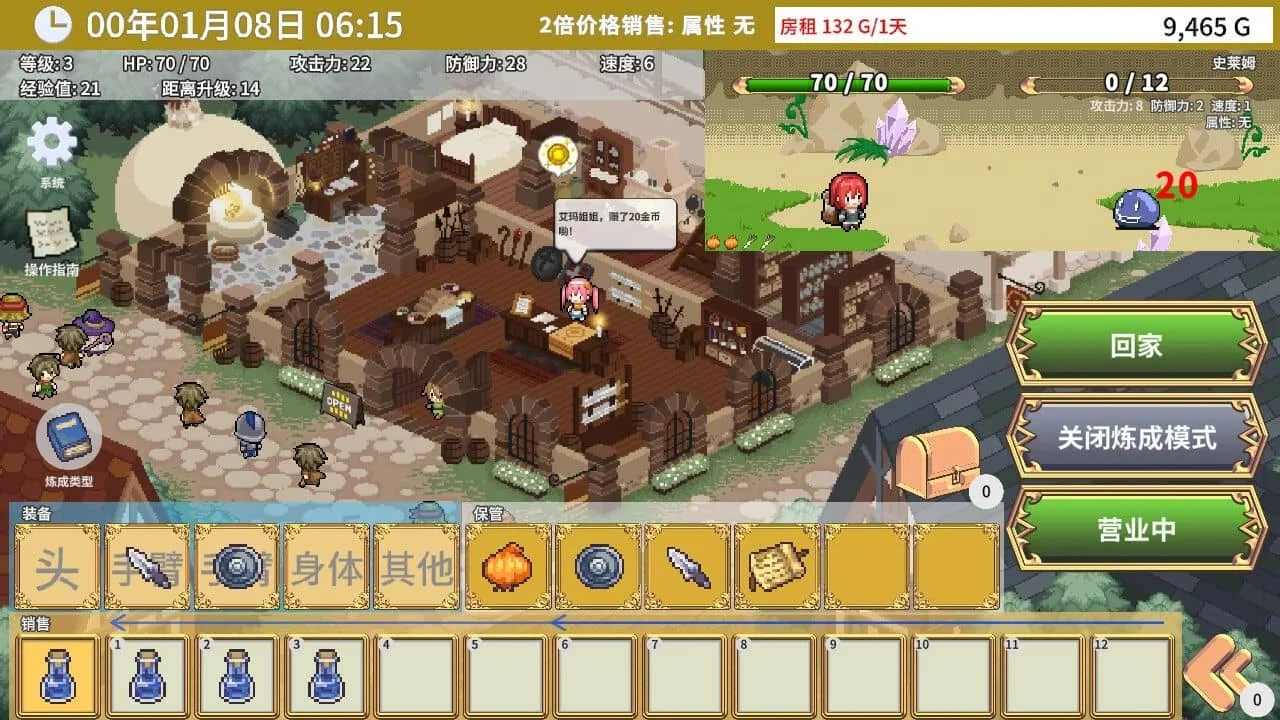 00年01月08日 06:15
2倍价格销售: 属性 无
房租 132 G/1天
9,465 G
等级:3 HP:70 / 70 攻击力:22 防御力:28 速度:6
经验值:21 距离升级:14
史莱姆
70 / 70
0 / 12
攻击力:8 防御力:2 速度:1
属性:无
20
系统
艾玛姐姐，赚了20金币
哟！
操作指南
回家
OPEN
关闭炼成模式
炼成类型
0
营业中
装备
保管
头 手臂 手臂 身体 其他
销售
1 2 3 4 5 6 7 8 9 10 11 12
0